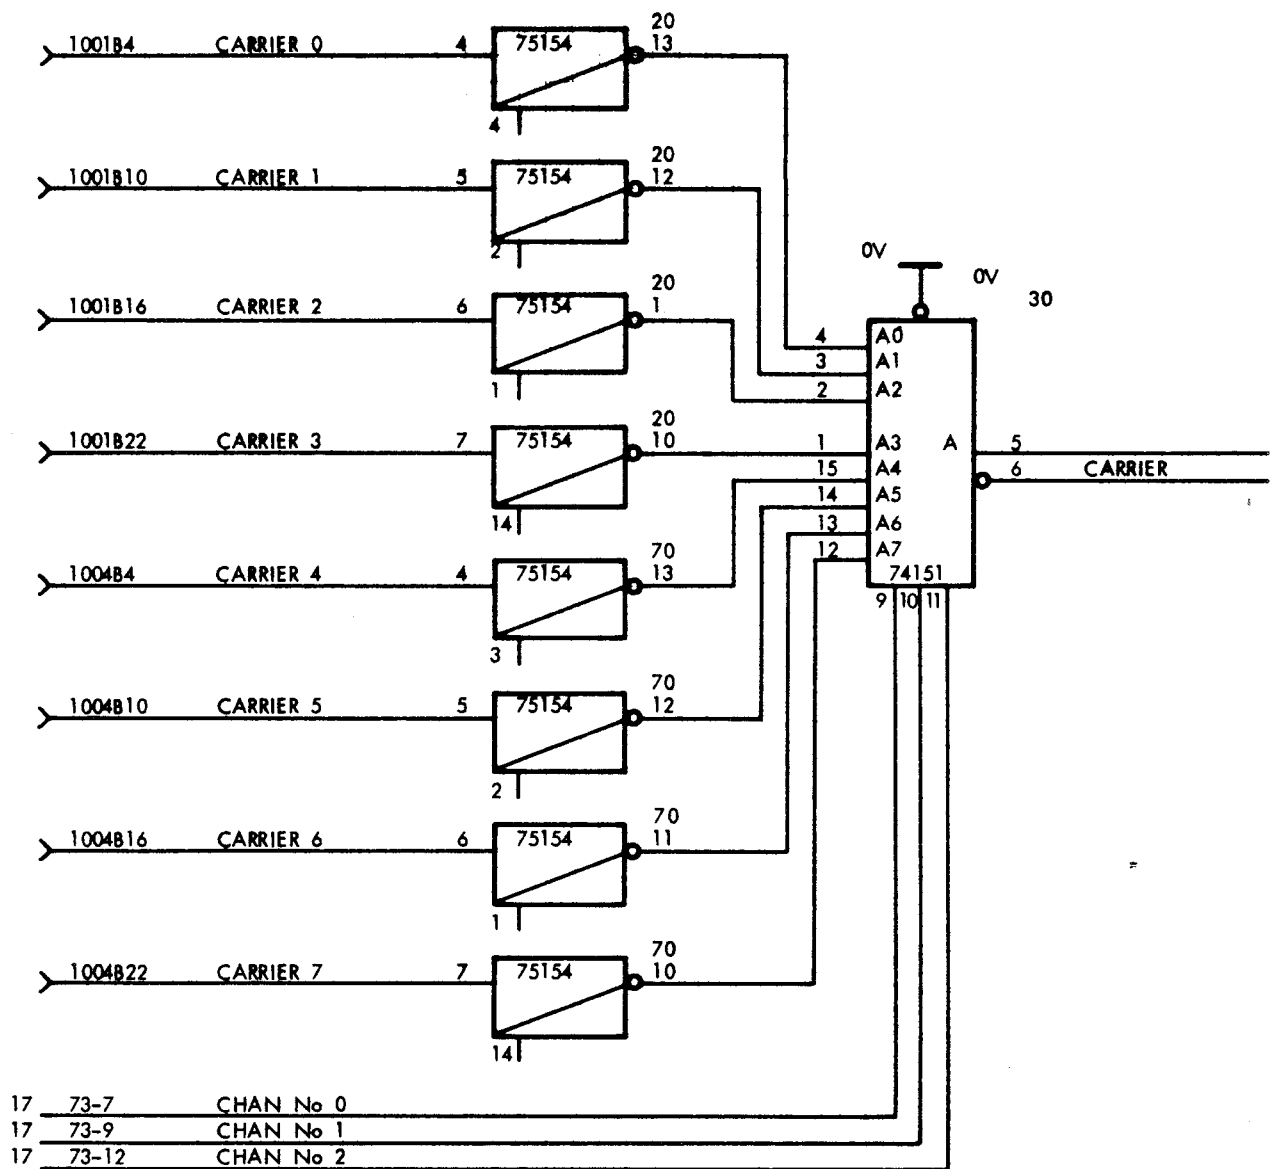 20
1001B4 CARRIER 0 4 75154 13
4
20
1001B10 CARRIER 1 5 75154 12
2
0V
0V
20
30
1001B16 CARRIER 2 6 75154 1
1
4 A0
3 A1
2 A2
20
1001B22 CARRIER 3 7 75154 10
1 A3 A 5
14
15 A4 6 CARRIER
14 A5
13 A6
12 A7
70
1004B4 CARRIER 4 4 75154 13
3
74151
9 10 11
70
1004B10 CARRIER 5 5 75154 12
2
70
1004B16 CARRIER 6 6 75154 11
1
70
1004B22 CARRIER 7 7 75154 10
14
17 73-7 CHAN No 0
17 73-9 CHAN No 1
17 73-12 CHAN No 2